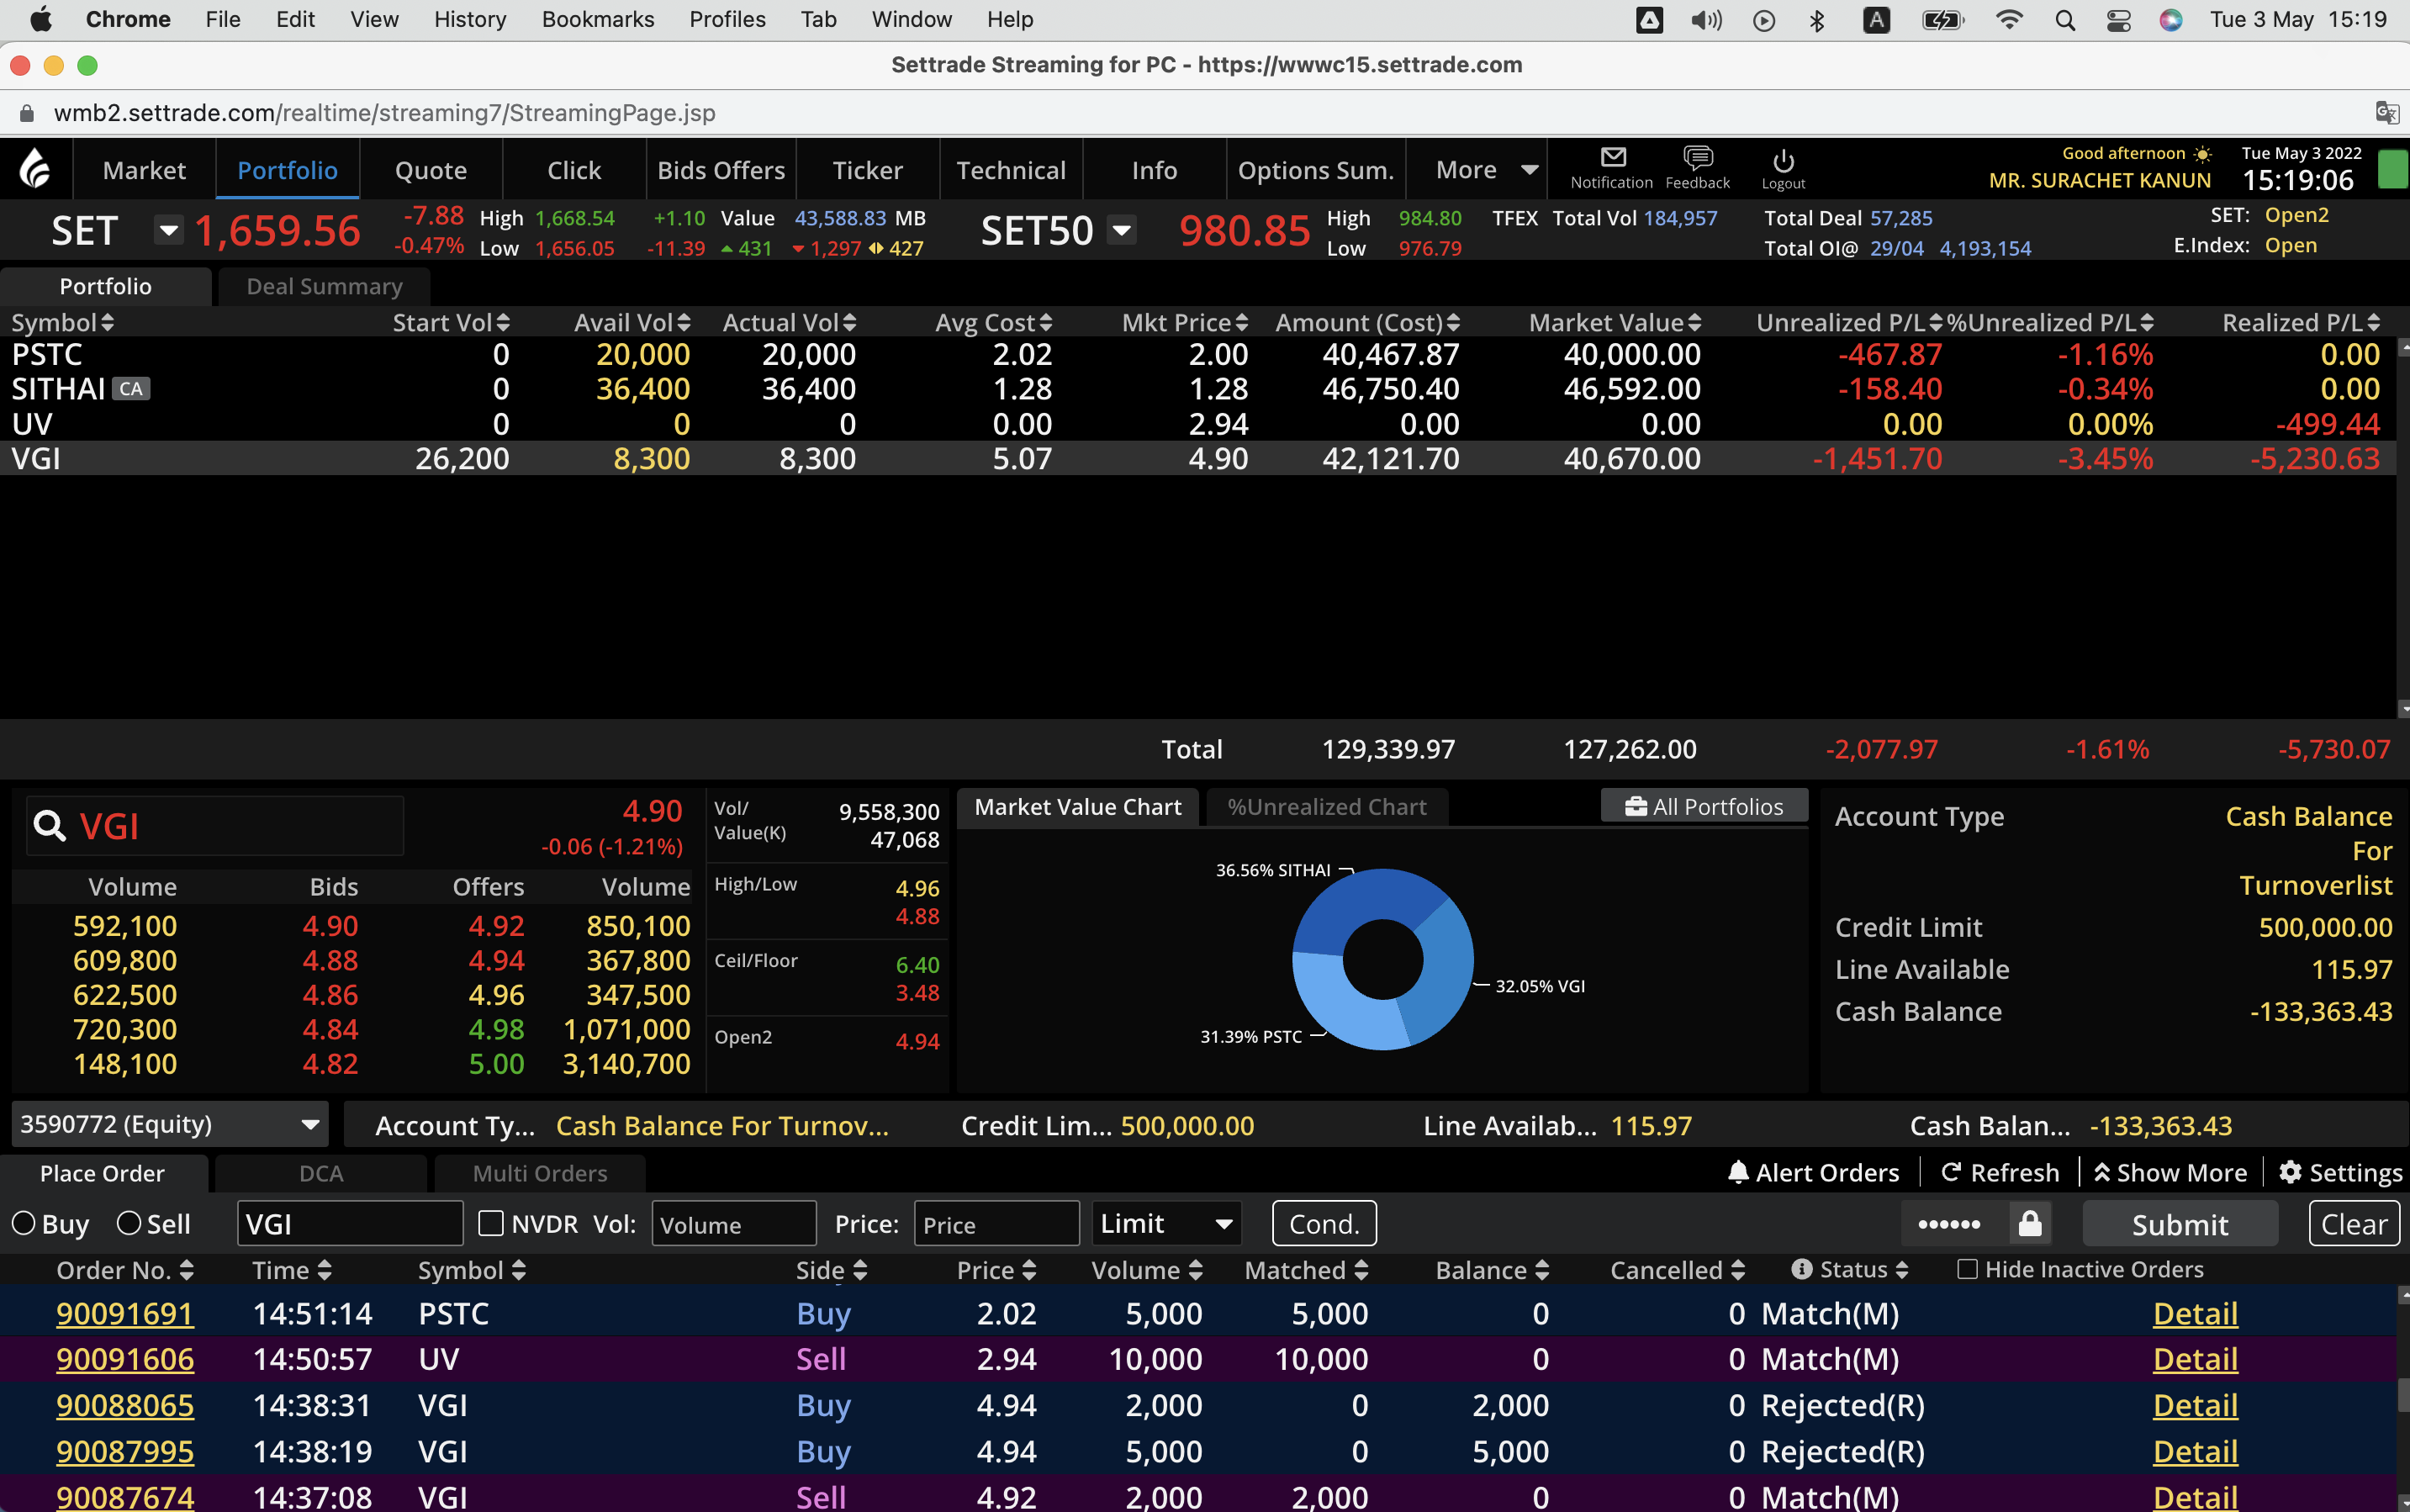 Chrome File Edit View History Bookmarks Profiles Tab Window Help A Tue 3 May 15:19
Settrade Streaming for PC - https://wwwc15.settrade.com
wmb2.settrade.com/realtime/streaming7/StreamingPage.jsp
Market Portfolio Quote Click Bids Offers Ticker Technical Info Options Sum. More Notification Feedback Logout Good afternoon MR. SURACHET KANUN Tue May 3 2022 15:19:06
SET 1,659.56 -7.88 High 1,668.54 +1.10 Value 43,588.83 MB SET50 980.85 High 984.80 TFEX Total Vol 184,957 Total Deal 57,285 SET: Open2
-0.47% Low 1,656.05 -11.39 431 1,297 427 Low 976.79 Total OI@ 29/04 4,193,154 E.Index: Open
Portfolio Deal Summary
Symbol Start Vol Avail Vol Actual Vol Avg Cost Mkt Price Amount (Cost) Market Value Unrealized P/L %Unrealized P/L Realized P/L
PSTC 0 20,000 20,000 2.02 2.00 40,467.87 40,000.00 -467.87 -1.16% 0.00
SITHAI CA 0 36,400 36,400 1.28 1.28 46,750.40 46,592.00 -158.40 -0.34% 0.00
UV 0 0 0 0.00 2.94 0.00 0.00 0.00 0.00% -499.44
VGI 26,200 8,300 8,300 5.07 4.90 42,121.70 40,670.00 -1,451.70 -3.45% -5,230.63
Total 129,339.97 127,262.00 -2,077.97 -1.61% -5,730.07
VGI 4.90
-0.06 (-1.21%)
Volume Bids Offers Volume
592,100 4.90 4.92 850,100
609,800 4.88 4.94 367,800
622,500 4.86 4.96 347,500
720,300 4.84 4.98 1,071,000
148,100 4.82 5.00 3,140,700
Vol/ 9,558,300
Value(K) 47,068
High/Low 4.96
4.88
Ceil/Floor 6.40
3.48
Open2 4.94
Market Value Chart %Unrealized Chart All Portfolios
36.56% SITHAI
32.05% VGI
31.39% PSTC
Account Type Cash Balance
For
Turnoverlist
Credit Limit 500,000.00
Line Available 115.97
Cash Balance -133,363.43
3590772 (Equity) Account Ty... Cash Balance For Turnov... Credit Lim... 500,000.00 Line Availab... 115.97 Cash Balan... -133,363.43
Place Order DCA Multi Orders Alert Orders Refresh Show More Settings
Buy Sell VGI NVDR Vol: Volume Price: Price Limit Cond. •••••• Submit Clear
Order No. Time Symbol Side Price Volume Matched Balance Cancelled Status Hide Inactive Orders
90091691 14:51:14 PSTC Buy 2.02 5,000 5,000 0 0 Match(M) Detail
90091606 14:50:57 UV Sell 2.94 10,000 10,000 0 0 Match(M) Detail
90088065 14:38:31 VGI Buy 4.94 2,000 0 2,000 0 Rejected(R) Detail
90087995 14:38:19 VGI Buy 4.94 5,000 0 5,000 0 Rejected(R) Detail
90087674 14:37:08 VGI Sell 4.92 2,000 2,000 0 0 Match(M) Detail